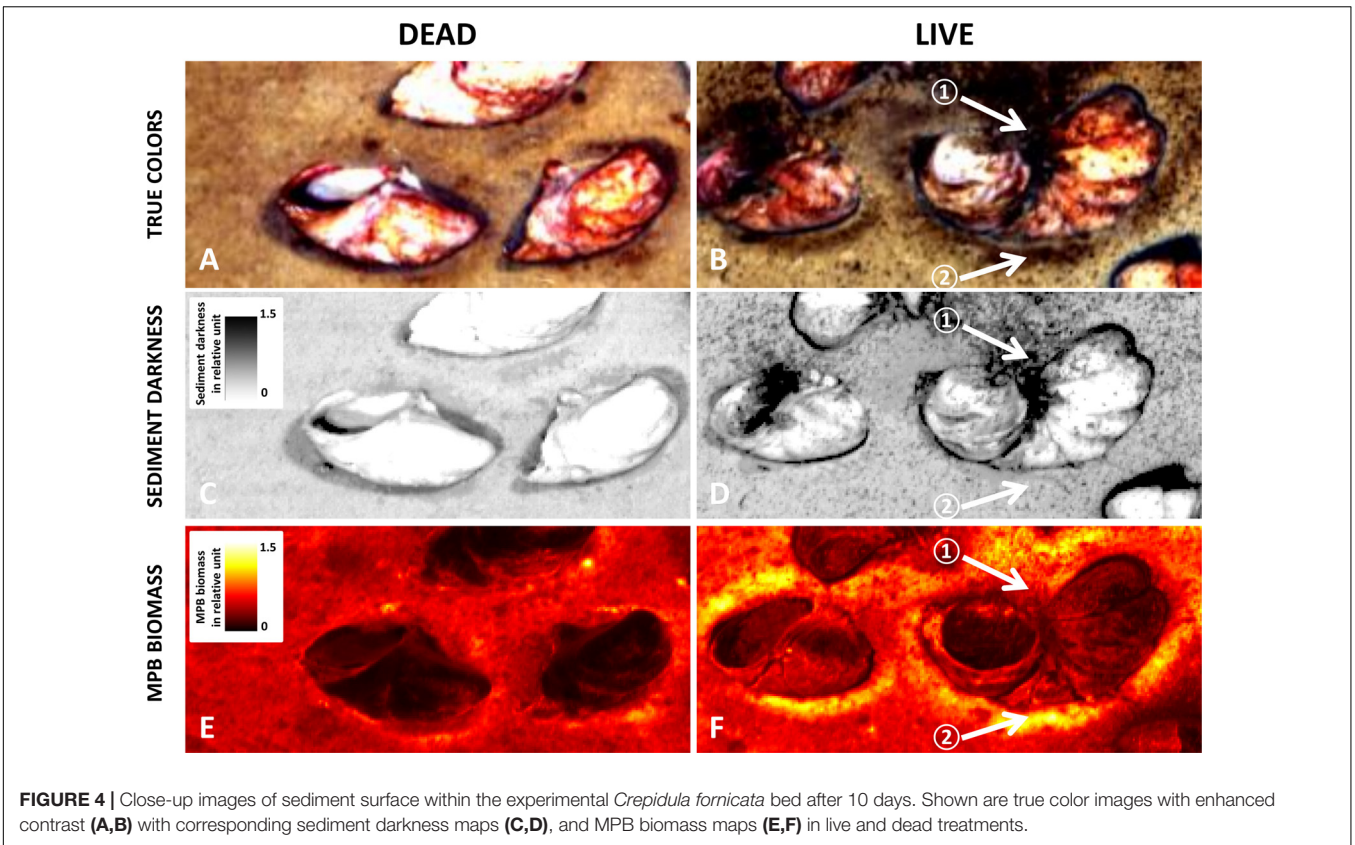 DEAD LIVE
TRUE COLORS
A
B
①
②
SEDIMENT DARKNESS
Sediment darkness
in relative unit
1.5
0
C
D
①
②
MPB BIOMASS
MPB biomass
in relative unit
1.5
0
E
F
①
②
FIGURE 4 | Close-up images of sediment surface within the experimental Crepidula fornicata bed after 10 days. Shown are true color images with enhanced
contrast (A,B) with corresponding sediment darkness maps (C,D), and MPB biomass maps (E,F) in live and dead treatments.